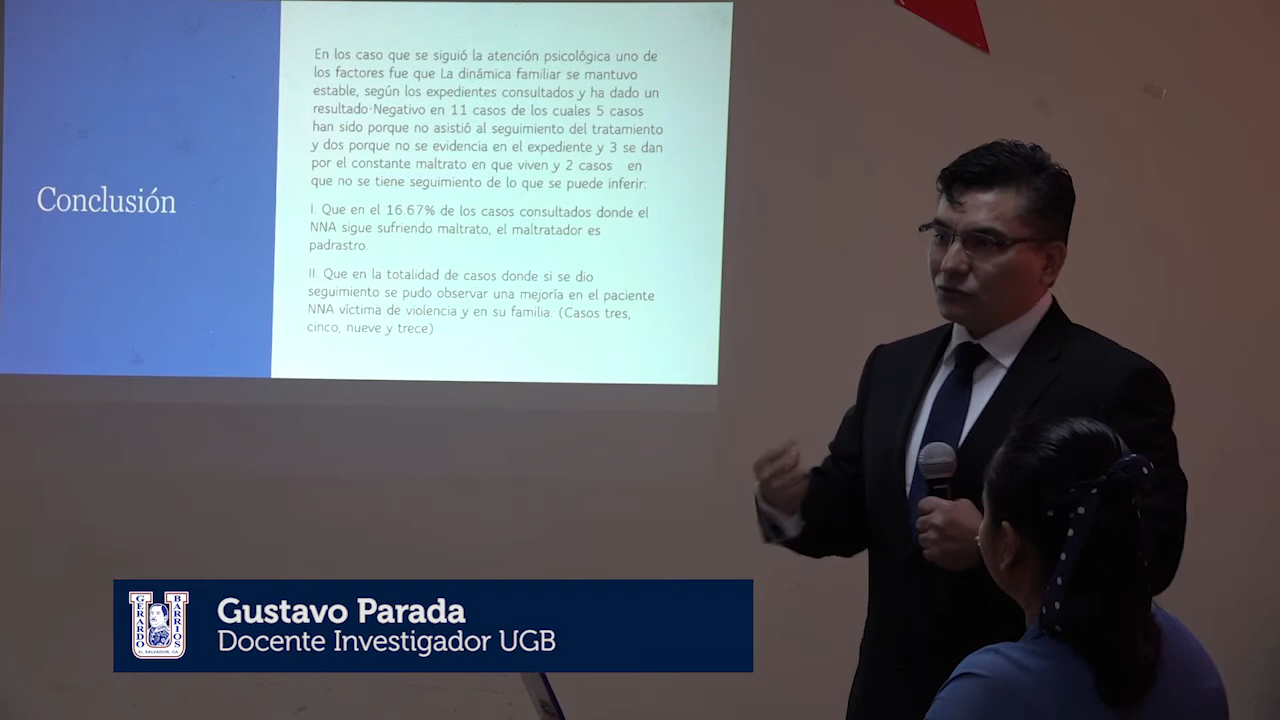 Conclusión
En los caso que se siguió la atención psicológica uno de
los factores fue que La dinámica familiar se mantuvo
estable, según los expedientes consultados y ha dado un
resultado Negativo en 11 casos de los cuales 5 casos
han sido porque no asistió al seguimiento del tratamiento
y dos porque no se evidencia en el expediente y 3 se dan
por el constante maltrato en que viven y 2 casos en
que no se tiene seguimiento de lo que se puede inferir:
I. Que en el 16.67% de los casos consultados donde el
NNA sigue sufriendo maltrato, el maltratador es
padrastro.
II. Que en la totalidad de casos donde si se dio
seguimiento se pudo observar una mejoría en el paciente
NNA víctima de violencia y en su familia. (Casos tres,
cinco, nueve y trece)
GERARDO
BARRIOS
EL SALVADOR, CA.
Gustavo Parada
Docente Investigador UGB